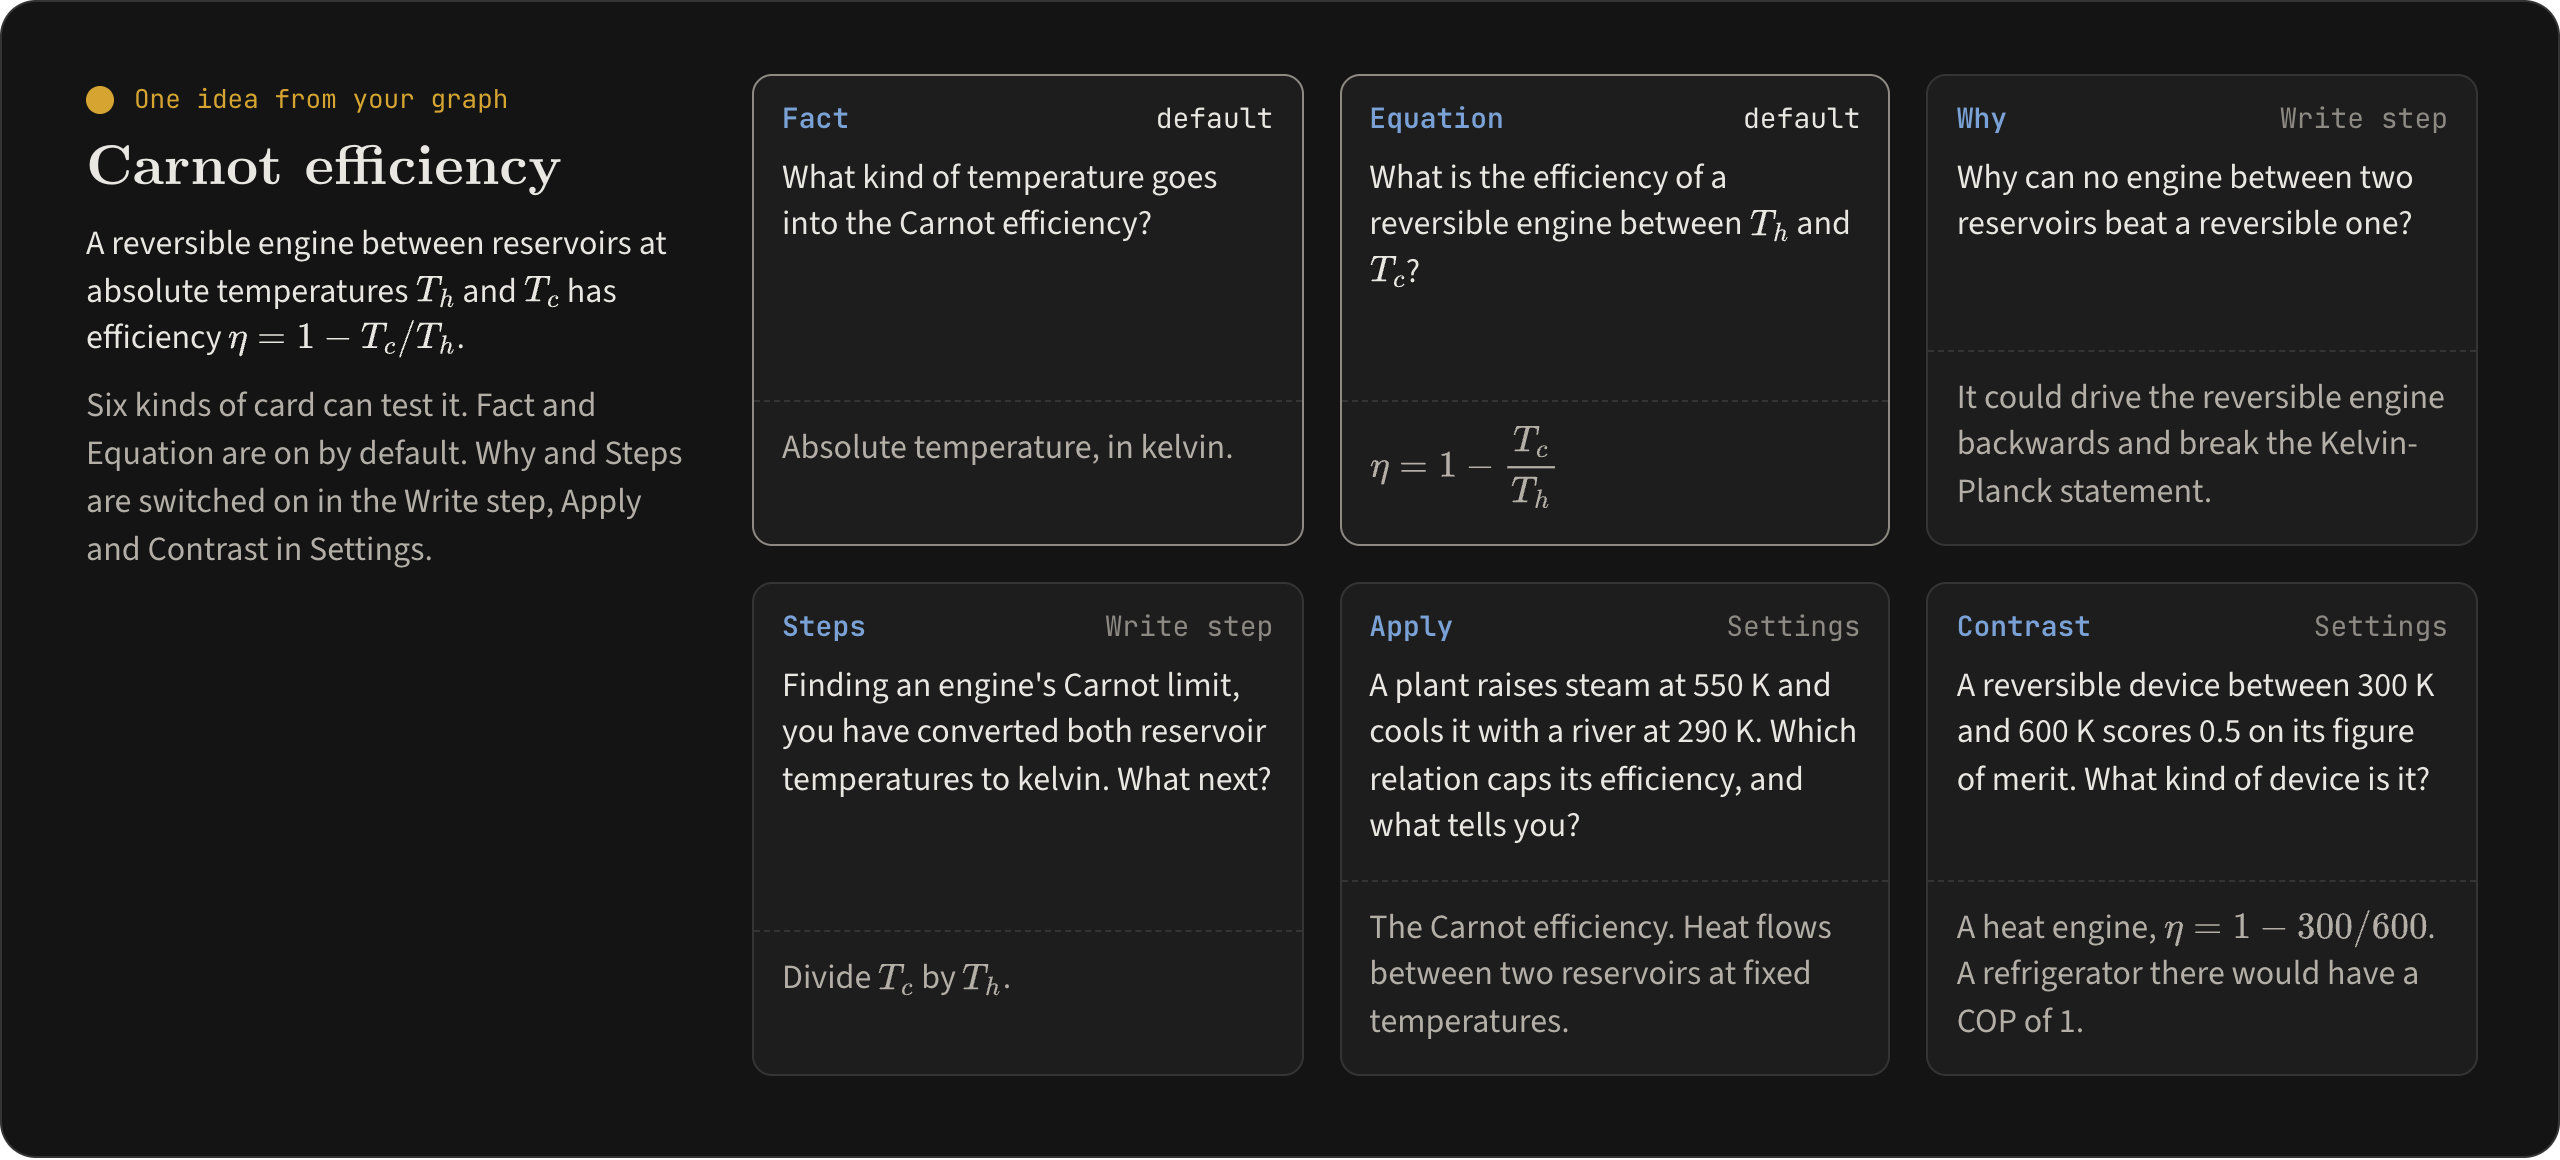 One idea from your graph
Carnot efficiency
A reversible engine between reservoirs at
absolute temperatures T_h and T_c has
efficiency η = 1 − T_c/T_h.
Six kinds of card can test it. Fact and
Equation are on by default. Why and Steps
are switched on in the Write step, Apply
and Contrast in Settings.
Fact default
What kind of temperature goes
into the Carnot efficiency?
Absolute temperature, in kelvin.
Equation default
What is the efficiency of a
reversible engine between T_h and
T_c?
η = 1 − T_c/T_h
Why Write step
Why can no engine between two
reservoirs beat a reversible one?
It could drive the reversible engine
backwards and break the Kelvin-
Planck statement.
Steps Write step
Finding an engine's Carnot limit,
you have converted both reservoir
temperatures to kelvin. What next?
Divide T_c by T_h.
Apply Settings
A plant raises steam at 550 K and
cools it with a river at 290 K. Which
relation caps its efficiency, and
what tells you?
The Carnot efficiency. Heat flows
between two reservoirs at fixed
temperatures.
Contrast Settings
A reversible device between 300 K
and 600 K scores 0.5 on its figure
of merit. What kind of device is it?
A heat engine, η = 1 − 300/600.
A refrigerator there would have a
COP of 1.